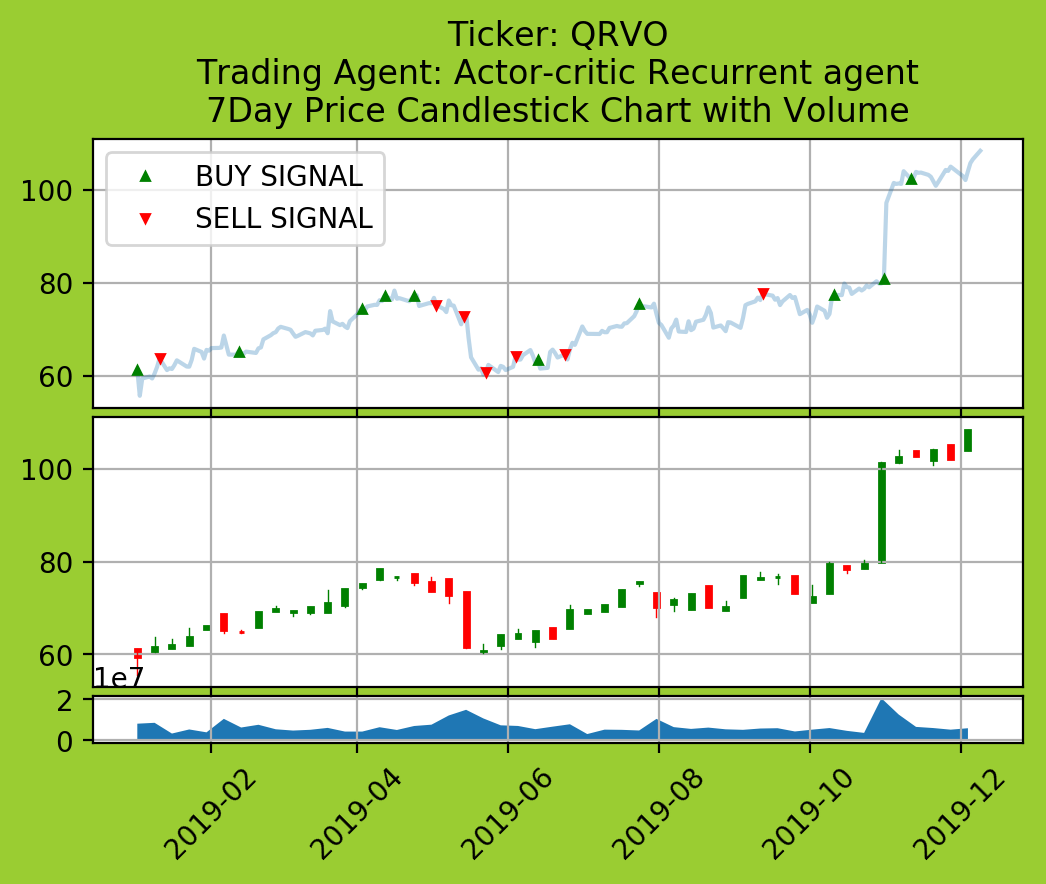 Ticker: QRVO
Trading Agent: Actor-critic Recurrent agent
7Day Price Candlestick Chart with Volume
BUY SIGNAL
SELL SIGNAL
100
80
60
100
80
60
1e7
2
0
2019-02
2019-04
2019-06
2019-08
2019-10
2019-12